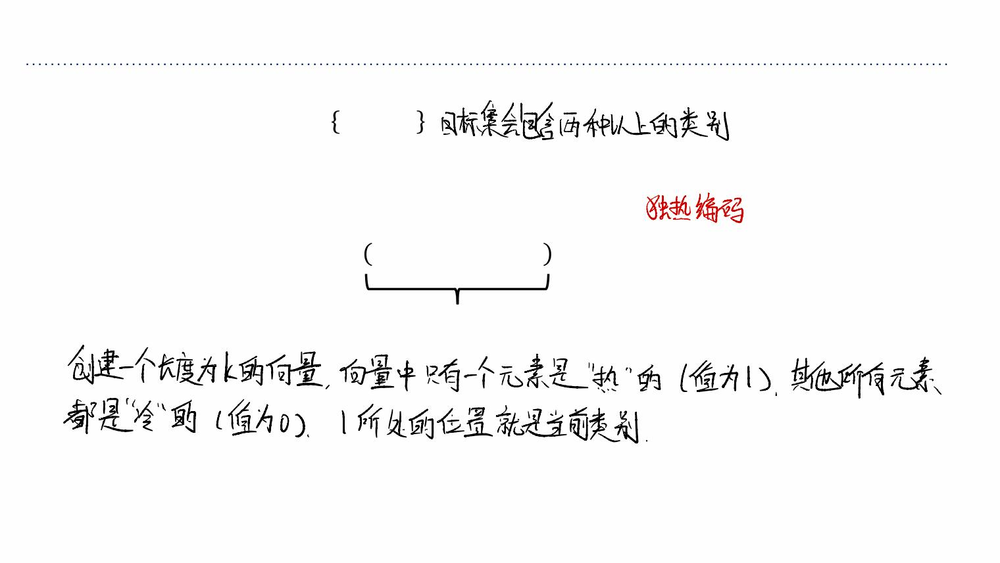 { } 目标集合包含两种以上的类别
独热编码
( )
创建一个长度为k的向量, 向量中只有一个元素是“热”的 (值为1), 其他所有元素
都是“冷”的 (值为0). 1所处的位置就是当前类别.